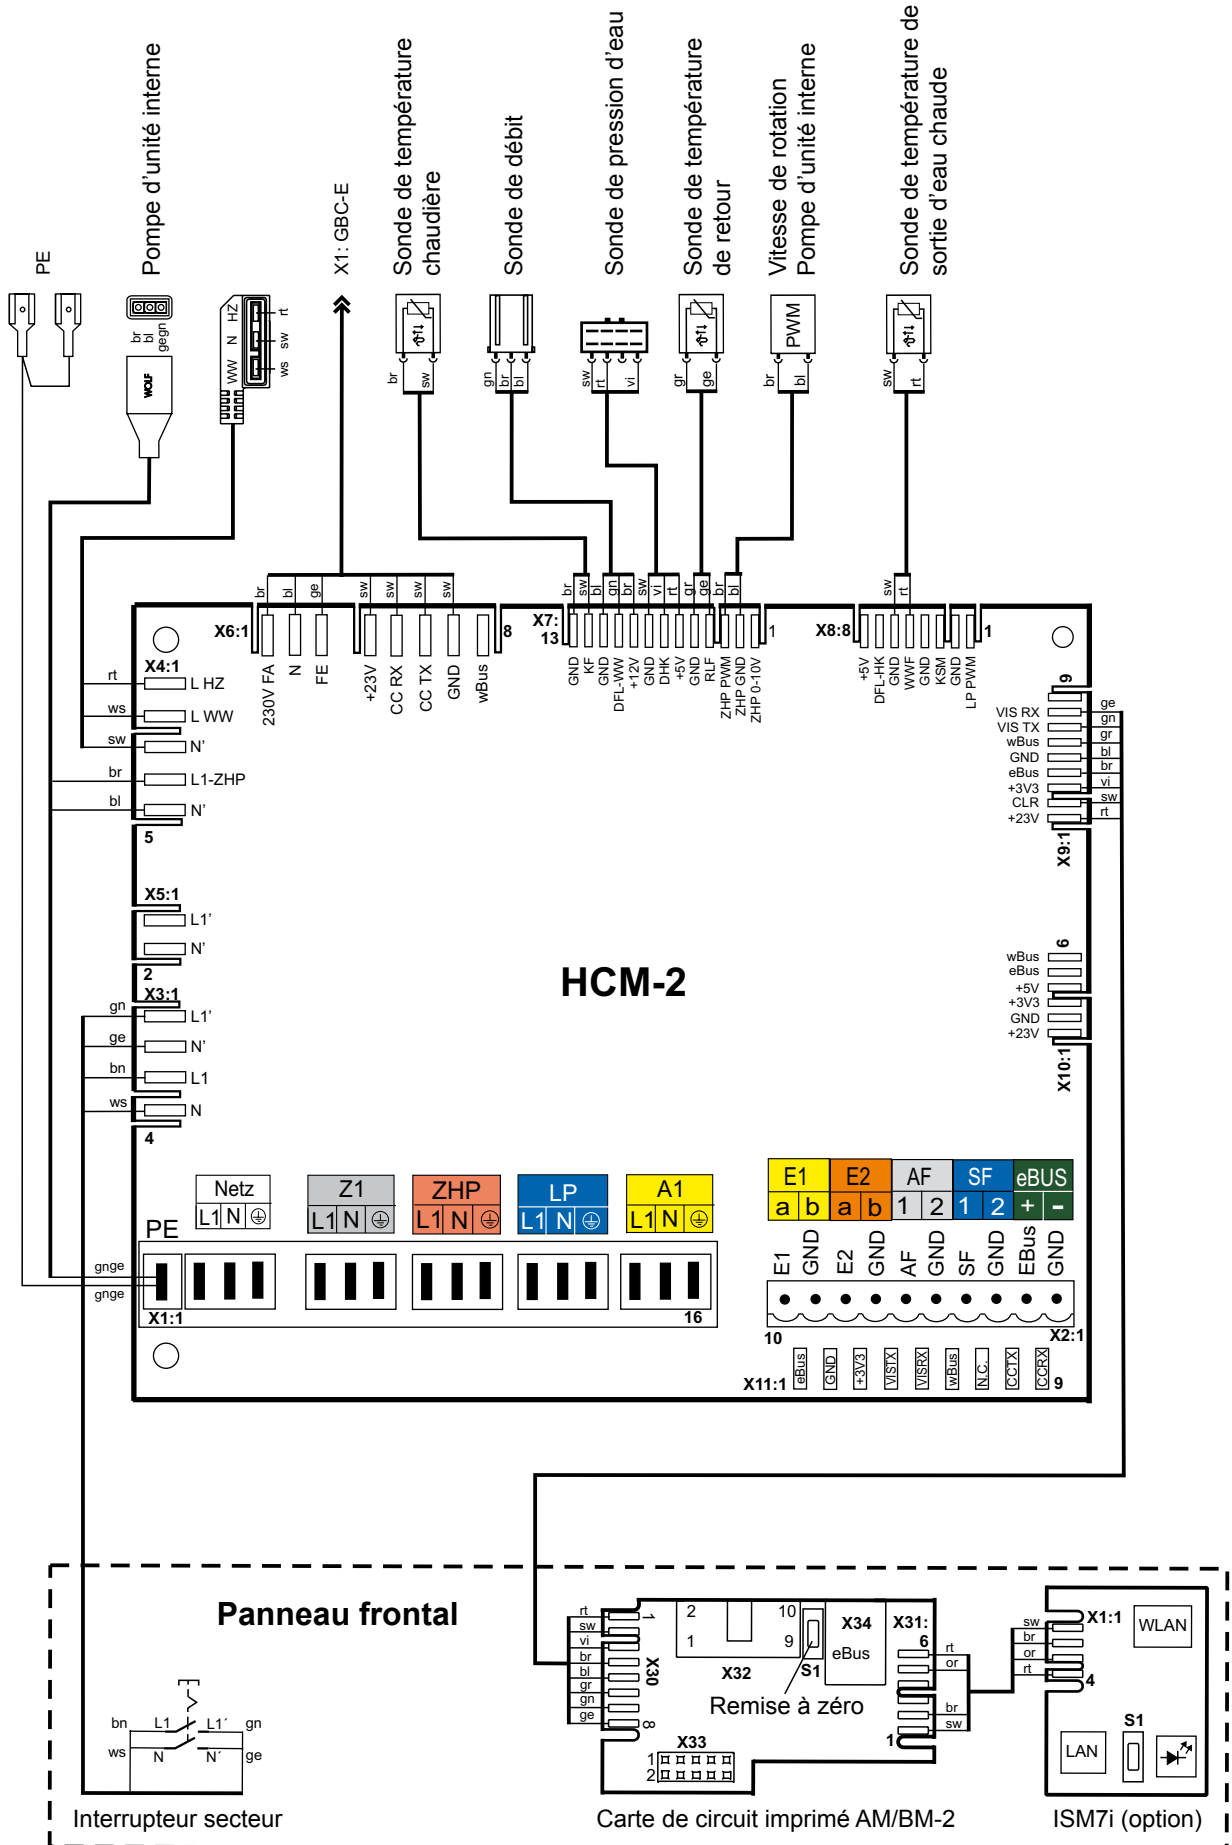 PE
Pompe d'unité interne
X1: GBC-E
Sonde de température
chaudière
Sonde de débit
Sonde de pression d'eau
Sonde de température
de retour
Vitesse de rotation
Pompe d'unité interne
Sonde de température de
sortie d'eau chaude
br
bl
gegn
WOLF
WW N HZ
ws sw rt
br sw
gn br bl
sw rt vi
gr ge
PWM
br bl
sw rt
br bl ge sw sw sw sw
br sw bl gn br sw vi rt gr ge br bl
sw rt
X6:1
8
X7:
13
1
X8:8
1
230V FA
N
FE
+23V
CC RX
CC TX
GND
wBus
GND
KF
GND
DFL-WW
+12V
GND
DHK
+5V
GND
RLF
ZHP PWM
ZHP GND
ZHP 0-10V
+5V
DFL-HK
GND
WWF
GND
KSM
GND
LP PWM
X4:1
rt L HZ
ws L WW
sw N'
br L1-ZHP
bl N'
5
X5:1
L1'
N'
2
X3:1
gn L1'
ge N'
bn L1
ws N
4
9
VIS RX ge
VIS TX gn
wBus gr
GND bl
eBus br
+3V3 vi
CLR sw
+23V rt
X9:1
6
wBus
eBus
+5V
+3V3
GND
+23V
X10:1
HCM-2
Netz
L1 N
Z1
L1 N
ZHP
L1 N
LP
L1 N
A1
L1 N
PE
gnge
gnge
X1:1
16
E1 E2 AF SF eBUS
a b a b 1 2 1 2 + -
E1
GND
E2
GND
AF
GND
SF
GND
EBus
GND
10
X2:1
X11:1
eBus
GND
+3V3
VISTX
VISRX
wBus
N.C.
CCTX
CCRX
9
Panneau frontal
bn L1 L1´ gn
ws N N´ ge
Interrupteur secteur
rt
sw
vi
br
bl
gr
gn
ge
1
X30
8
2 10
1 9
X32
S1
X34
eBus
X31:
6
rt
or
br
sw
1
Remise à zéro
X33
1
2
Carte de circuit imprimé AM/BM-2
sw
br
or
rt
X1:1
4
WLAN
LAN
S1
ISM7i (option)